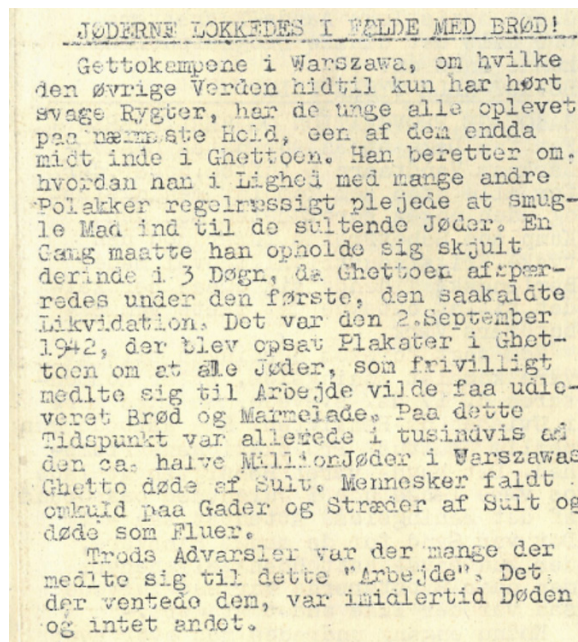 JØDERNE LOKKEDES I FÆLDE MED BRØD!
Gettokampene i Warszawa, om hvilke
den øvrige Verden hidtil kun har hørt
svage Rygter, har de unge alle oplevet
paa nærmeste Hold, een af dem endda
midt inde i Ghettoen. Han beretter om,
hvordan han i Lighed med mange andre
Polakker regelmæssigt plejede at smug-
le Mad ind til de sultende Jøder. En
Gang maatte han opholde sig skjult
derinde i 3 Døgn, da Ghettoen afspær-
redes under den første, den saakaldte
Likvidation. Det var den 2.September
1942, der blev opsat Plakater i Ghet-
toen om at alle Jøder, som frivilligt
medlte sig til Arbejde vilde faa udle-
veret Brød og Marmelade. Paa dette
Tidspunkt var allerede i tusindvis ad
den ca. halve MillionJøder i Warszawas
Ghetto døde af Sult. Mennesker faldt
omkuld paa Gader og Stræder af Sult og
døde som Fluer.
Trods Advarsler var der mange der
medlte sig til dette "Arbejde". Det,
der ventede dem, var imidlertid Døden
og intet andet.